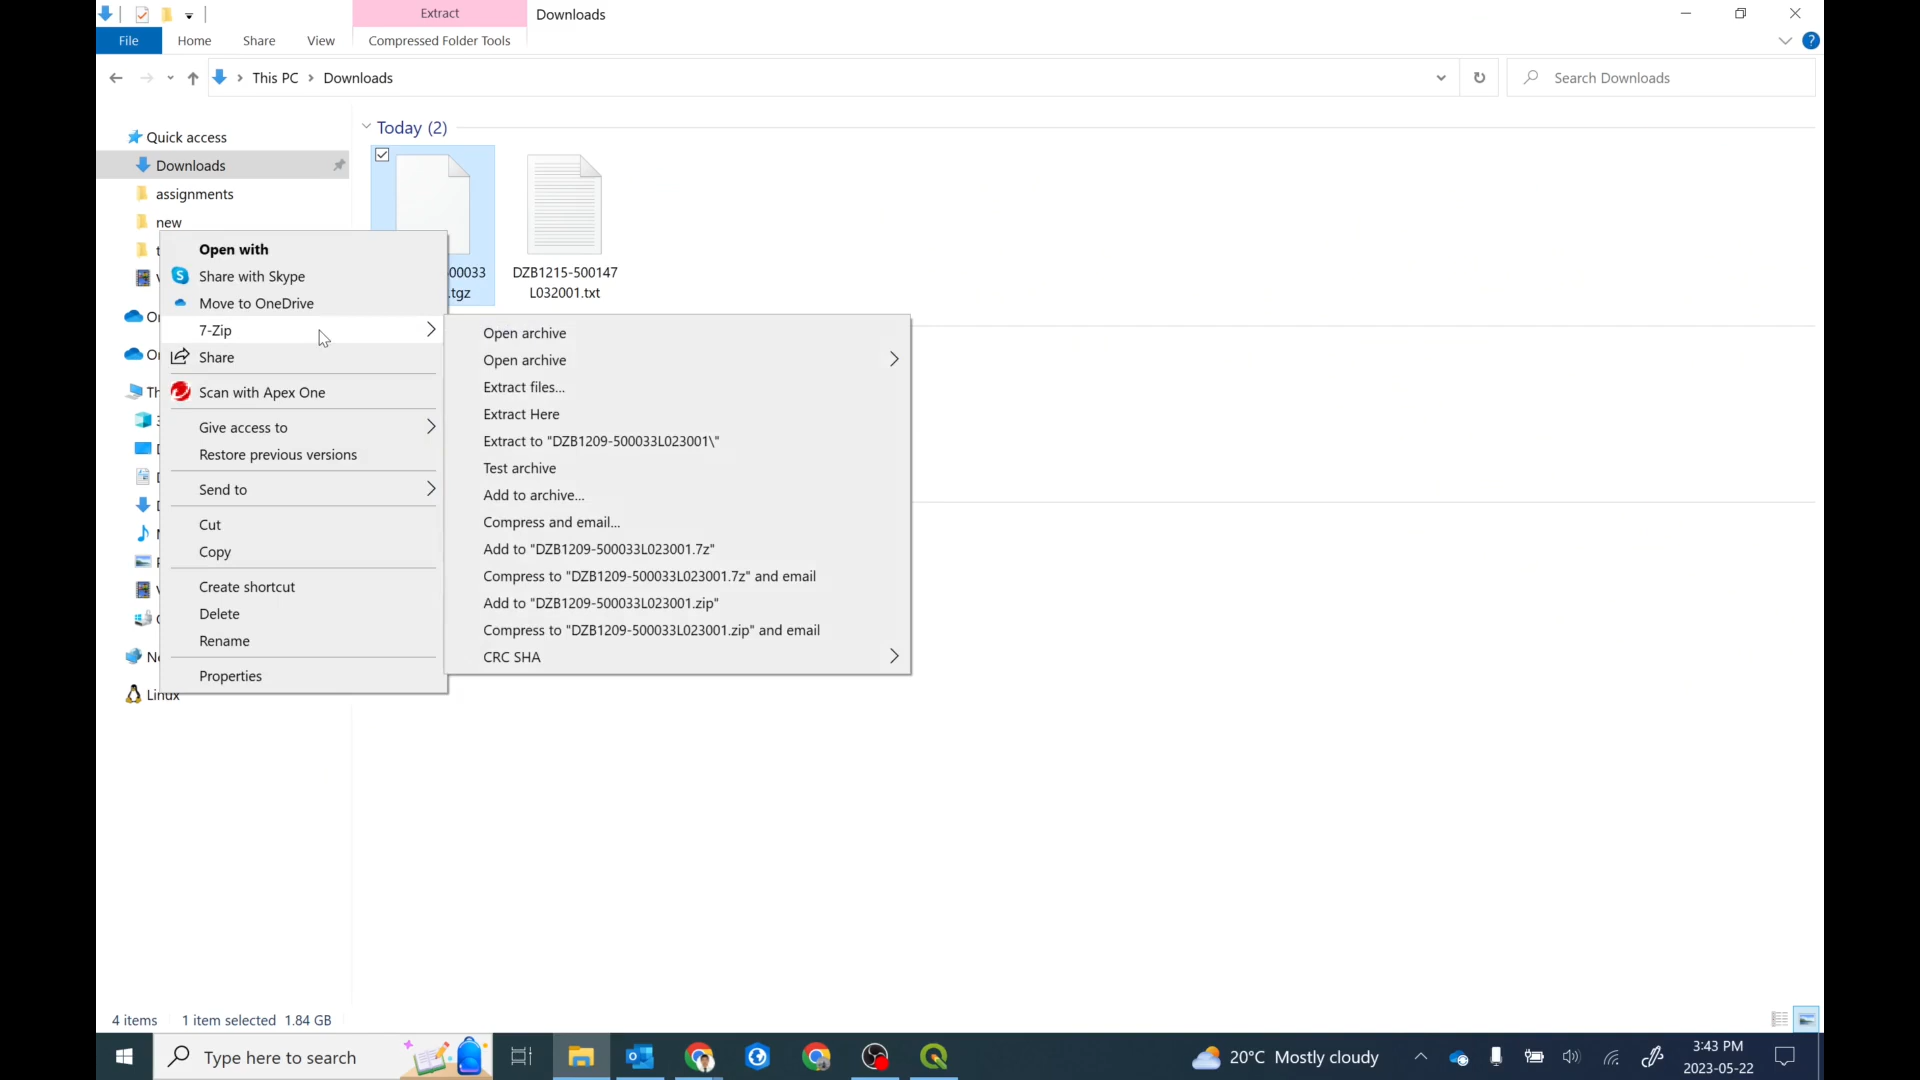 Extract
Downloads
File
Home
Share
View
Compressed Folder Tools
This PC
Downloads
Search Downloads
Quick access
Downloads
assignments
new
Today (2)
00033
.tgz
DZB1215-500147
L032001.txt
Open with
Share with Skype
Move to OneDrive
7-Zip
Share
Scan with Apex One
Give access to
Restore previous versions
Send to
Cut
Copy
Create shortcut
Delete
Rename
Properties
Linux
Open archive
Open archive
Extract files...
Extract Here
Extract to "DZB1209-500033L023001\"
Test archive
Add to archive...
Compress and email...
Add to "DZB1209-500033L023001.7z"
Compress to "DZB1209-500033L023001.7z" and email
Add to "DZB1209-500033L023001.zip"
Compress to "DZB1209-500033L023001.zip" and email
CRC SHA
4 items
1 item selected 1.84 GB
Type here to search
20°C Mostly cloudy
3:43 PM
2023-05-22